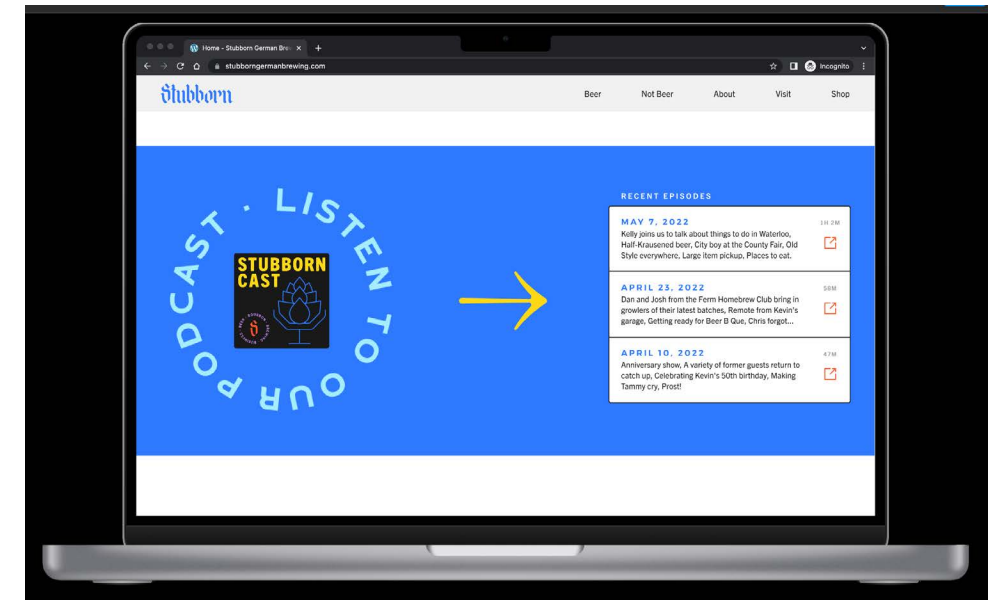 Home - Stubborn German Bre
stubborngermanbrewing.com
Incognito
Stubborn
Beer Not Beer About Visit Shop
LISTEN TO OUR PODCAST ·
STUBBORN
CAST
RECENT EPISODES
MAY 7, 2022
1H 2M
Kelly joins us to talk about things to do in Waterloo,
Half-Krausened beer, City boy at the County Fair, Old
Style everywhere, Large item pickup, Places to eat.
APRIL 23, 2022
58M
Dan and Josh from the Ferm Homebrew Club bring in
growlers of their latest batches, Remote from Kevin's
garage, Getting ready for Beer B Que, Chris forgot...
APRIL 10, 2022
47M
Anniversary show, A variety of former guests return to
catch up, Celebrating Kevin's 50th birthday, Making
Tammy cry, Prost!